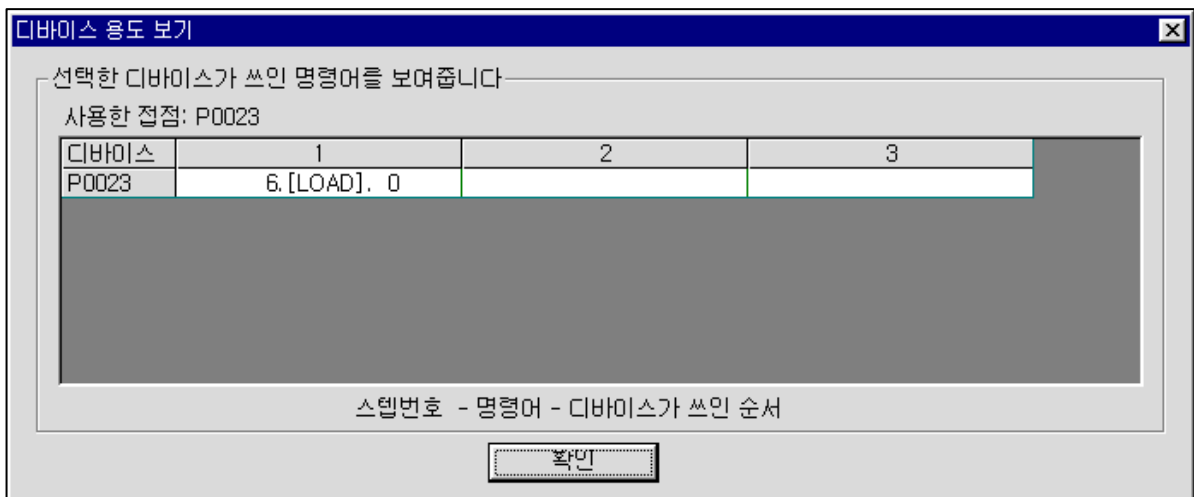 디바이스 용도 보기
선택한 디바이스가 쓰인 명령어를 보여줍니다
사용한 접점: P0023
디바이스 1 2 3
P0023 6.[LOAD]. 0
스텝번호 - 명령어 - 디바이스가 쓰인 순서
확인